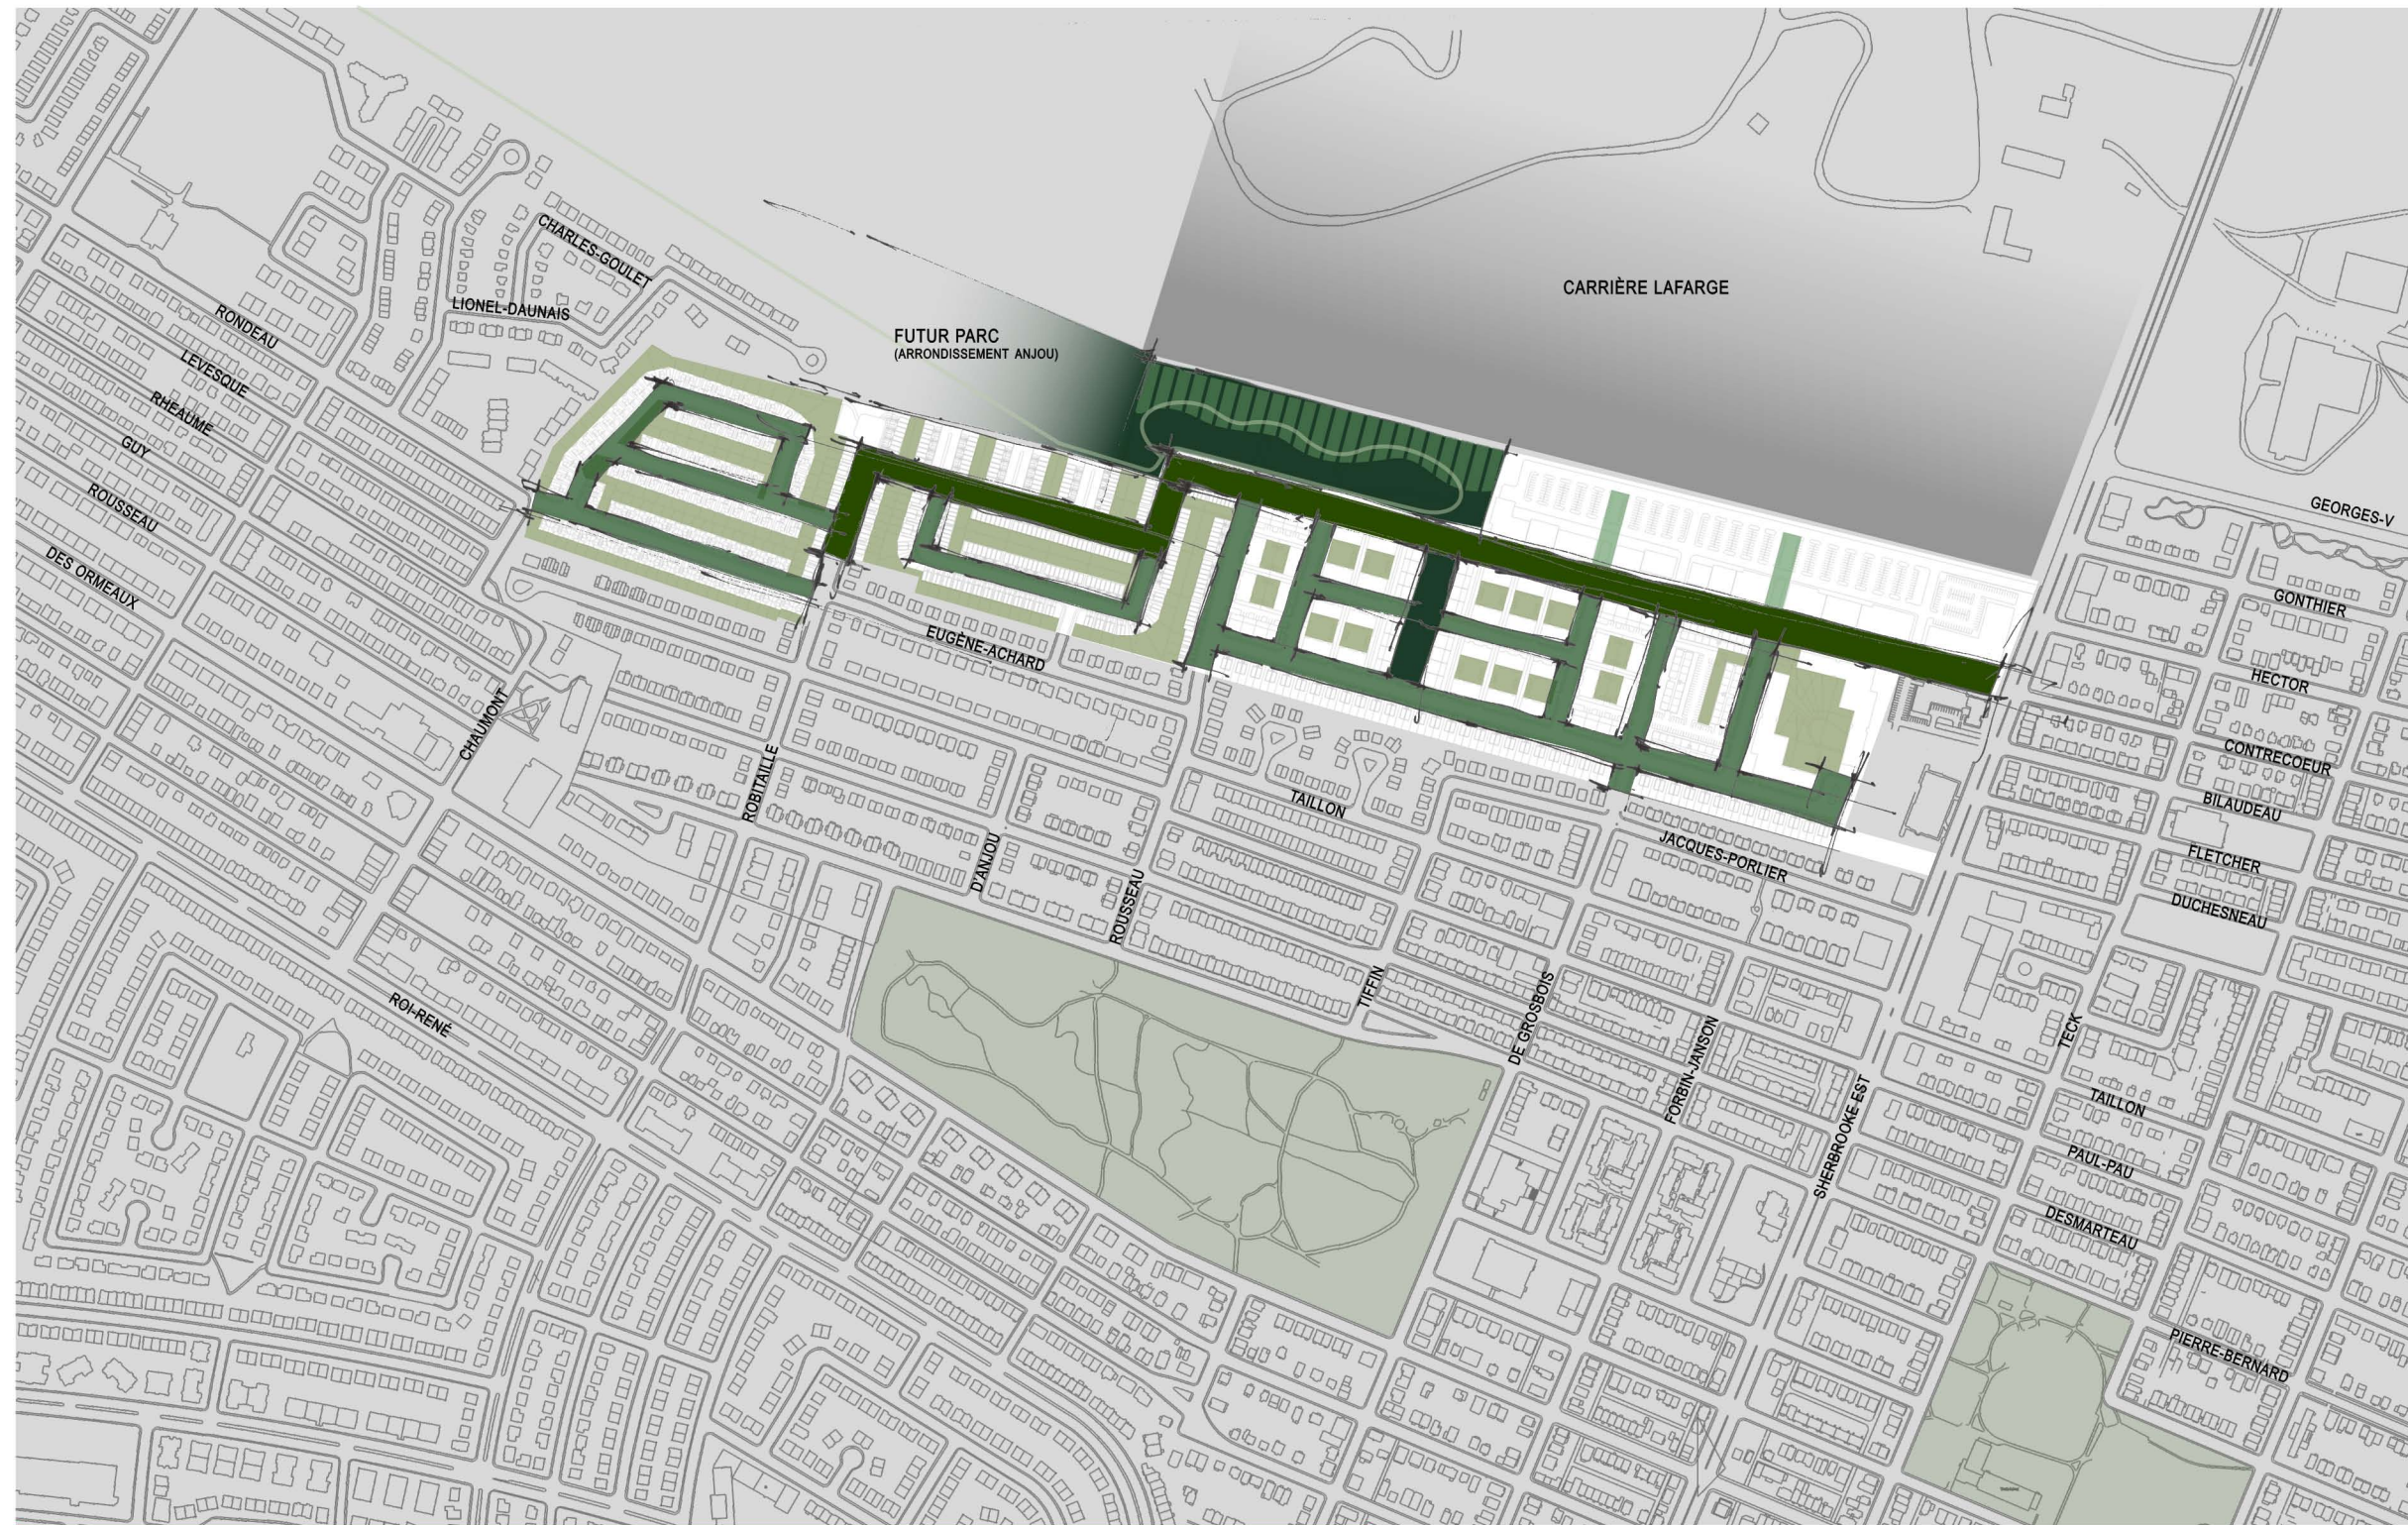 CHARLES-GOULET
LIONEL-DAUNAIS
RONDEAU
LEVESQUE
RHEAUME
GUY
ROUSSEAU
DES ORMEAUX
FUTUR PARC
(ARRONDISSEMENT ANJOU)
CARRIÈRE LAFARGE
GEORGES-V
GONTHIER
HECTOR
CONTRECOEUR
BILAUDEAU
FLETCHER
DUCHESNEAU
EUGÈNE-ACHARD
CHAUMONT
ROBITAILLE
D'ANJOU
ROUSSEAU
TAILLON
JACQUES-PORLIER
TIFFIN
DE GROSBOIS
FORBIN-JANSON
SHERBROOKE EST
TECK
TAILLON
PAUL-PAU
DESMARTEAU
PIERRE-BERNARD
ROI-RENÉ